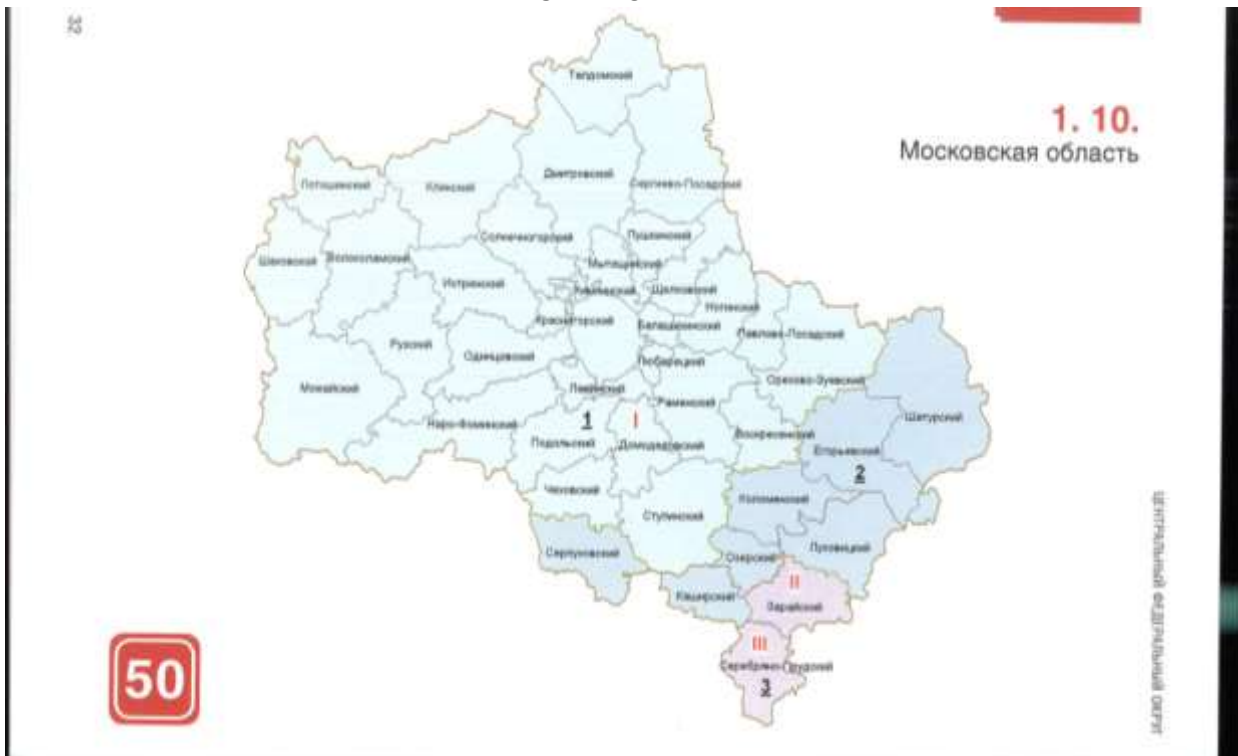 32
1. 10.
Московская область
Талдомский
Дмитровский
Сергиево-Посадский
Лотошинский
Клинский
Солнечногорский
Пушкинский
Шаховской
Волоколамский
Мытищинский
Истринский
Химкинский
Щелковский
Ногинский
Красногорский
Балашихинский
Павлово-Посадский
Рузский
Одинцовский
Люберецкий
Орехово-Зуевский
Можайский
Ленинский
Раменский
Шатурский
Наро-Фоминский
1
I
Воскресенский
Подольский
Домодедовский
Егорьевский
2
Чеховский
Коломенский
Ступинский
Серпуховский
Озерский
Луховицкий
II
Каширский
Зарайский
III
Серебряно-Прудский
3
50
ЦЕНТРАЛЬНЫЙ ФЕДЕРАЛЬНЫЙ ОКРУГ